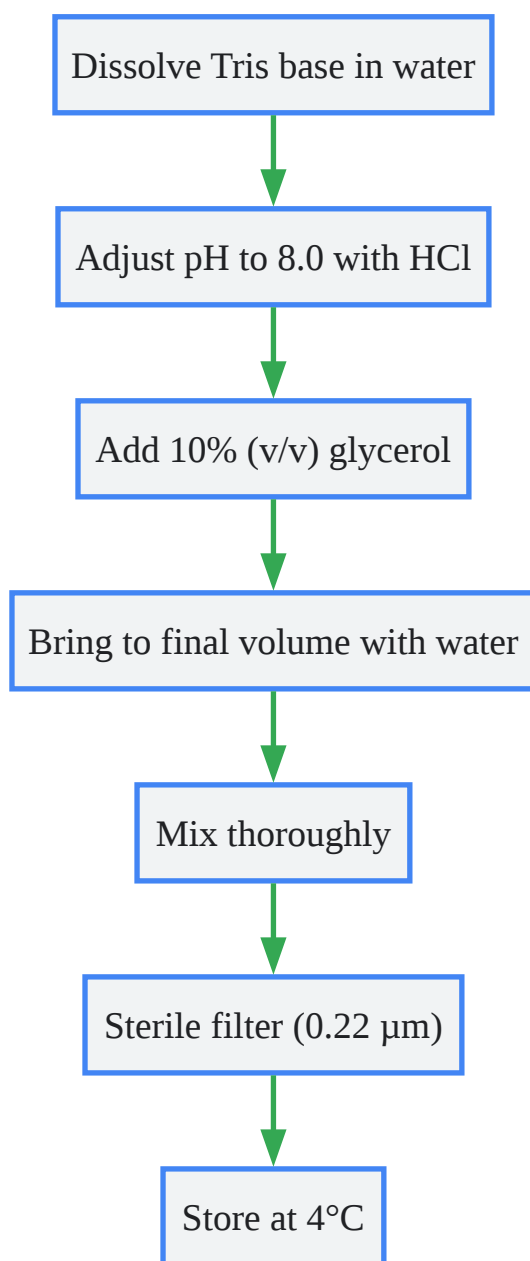 Dissolve Tris base in water
Adjust pH to 8.0 with HCl
Add 10% (v/v) glycerol
Bring to final volume with water
Mix thoroughly
Sterile filter (0.22 µm)
Store at 4°C